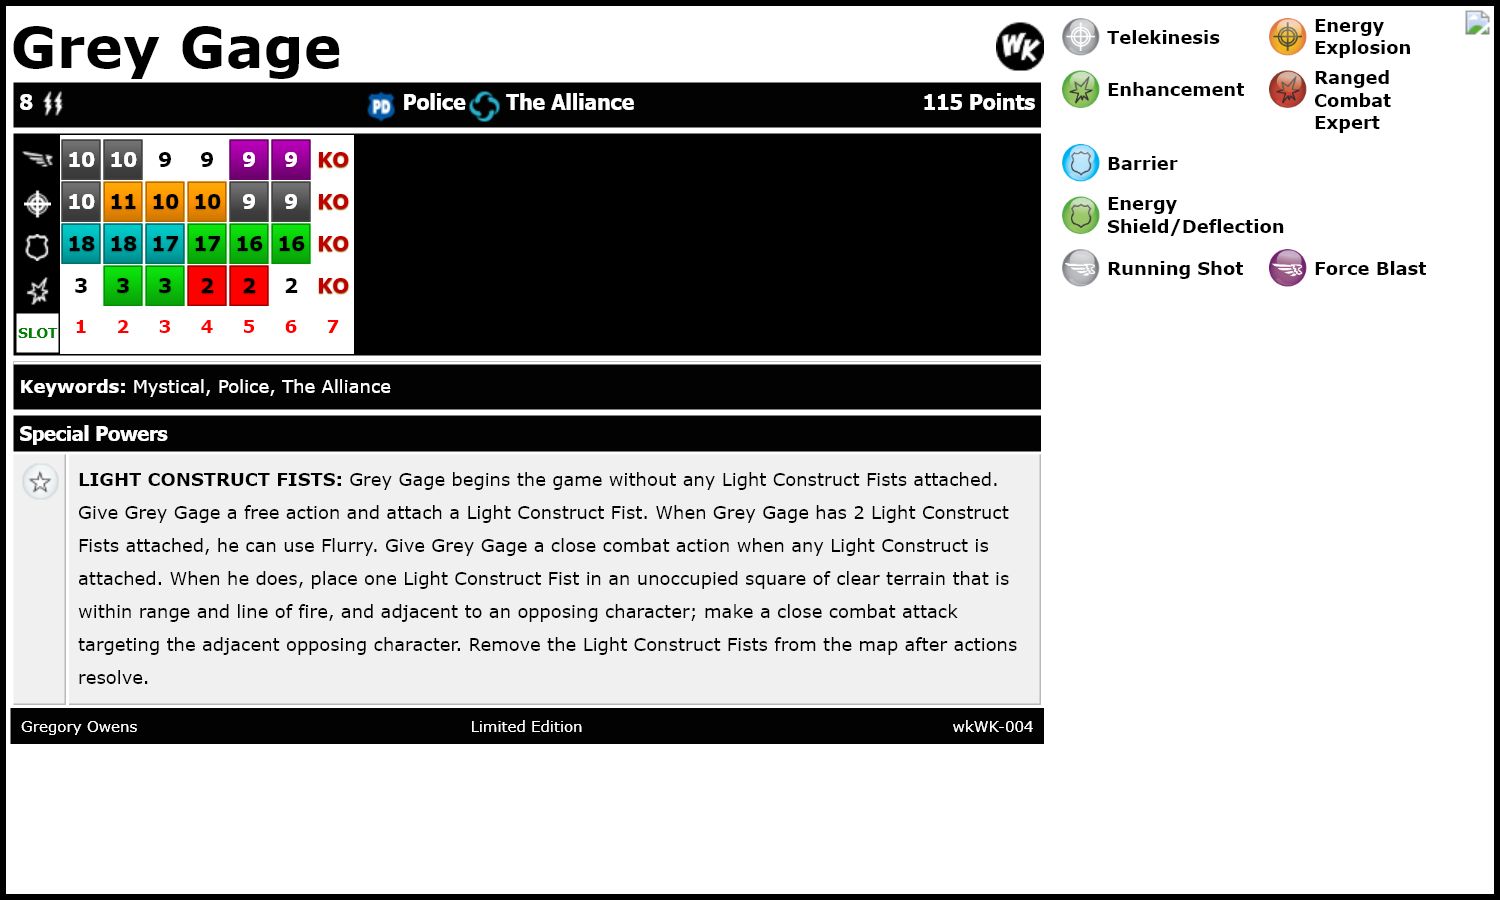 Grey Gage
WK
8 PD Police The Alliance 115 Points
10 10 9 9 9 9 KO
10 11 10 10 9 9 KO
18 18 17 17 16 16 KO
3 3 3 2 2 2 KO
SLOT 1 2 3 4 5 6 7
Keywords: Mystical, Police, The Alliance
Special Powers
LIGHT CONSTRUCT FISTS: Grey Gage begins the game without any Light Construct Fists attached.
Give Grey Gage a free action and attach a Light Construct Fist. When Grey Gage has 2 Light Construct
Fists attached, he can use Flurry. Give Grey Gage a close combat action when any Light Construct is
attached. When he does, place one Light Construct Fist in an unoccupied square of clear terrain that is
within range and line of fire, and adjacent to an opposing character; make a close combat attack
targeting the adjacent opposing character. Remove the Light Construct Fists from the map after actions
resolve.
Gregory Owens Limited Edition wkWK-004
Telekinesis
Energy
Explosion
Enhancement
Ranged
Combat
Expert
Barrier
Energy
Shield/Deflection
Running Shot
Force Blast